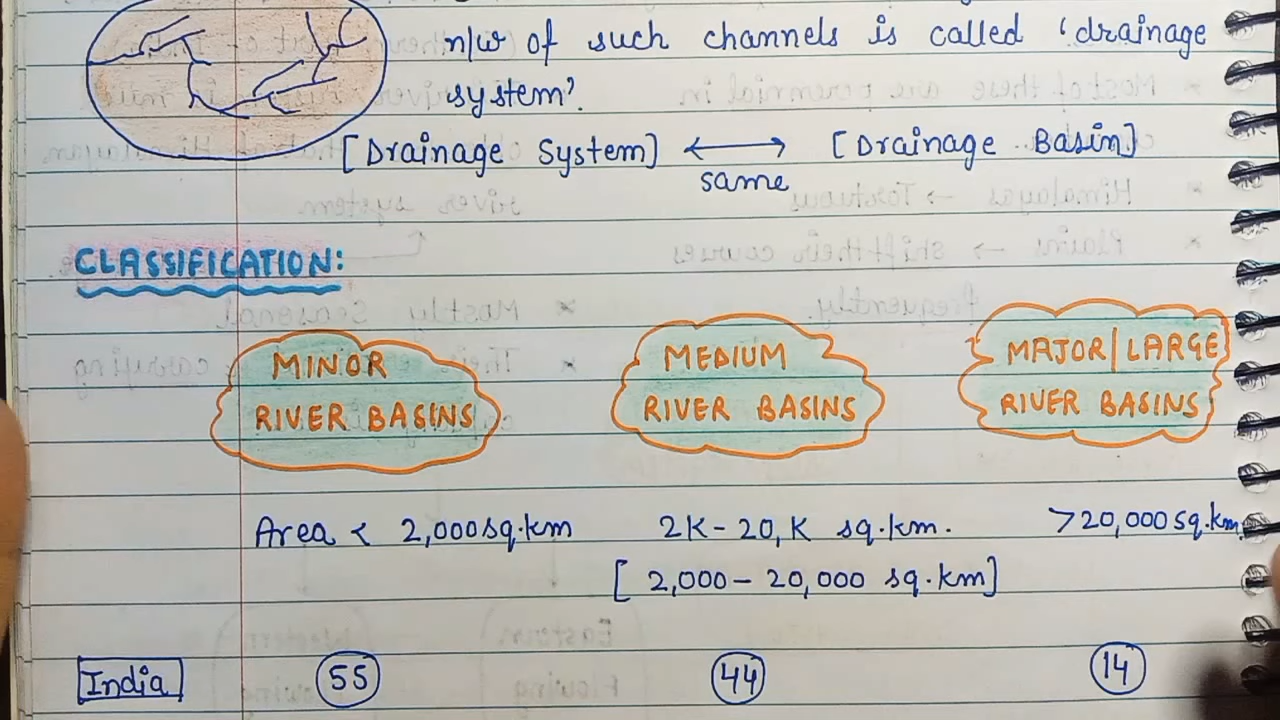 n/w of such channels is called 'drainage
system'.
[Drainage System] ⟷ [Drainage Basin]
same
CLASSIFICATION:
MINOR
RIVER BASINS
MEDIUM
RIVER BASINS
MAJOR/LARGE
RIVER BASINS
Area < 2,000 sq.km
2K - 20,K sq.km.
>20,000 sq.km
[2,000 - 20,000 sq.km]
India
55
44
14